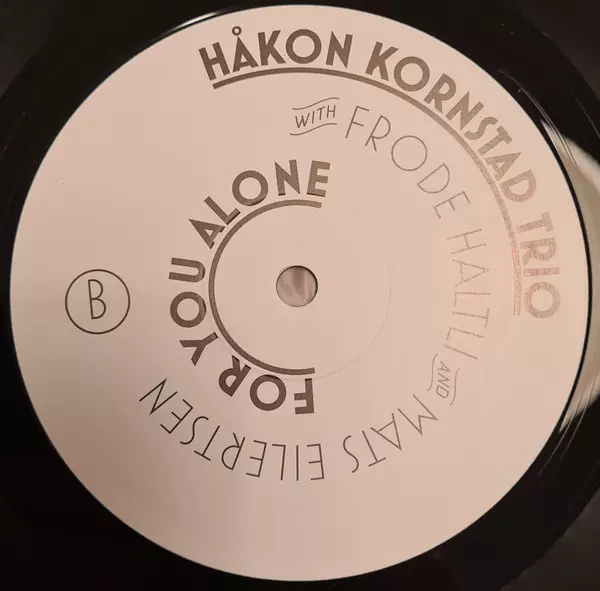 HÅKON KORNSTAD TRIO
WITH FRODE HALTLI AND MATS EILERTSEN
FOR YOU ALONE
B